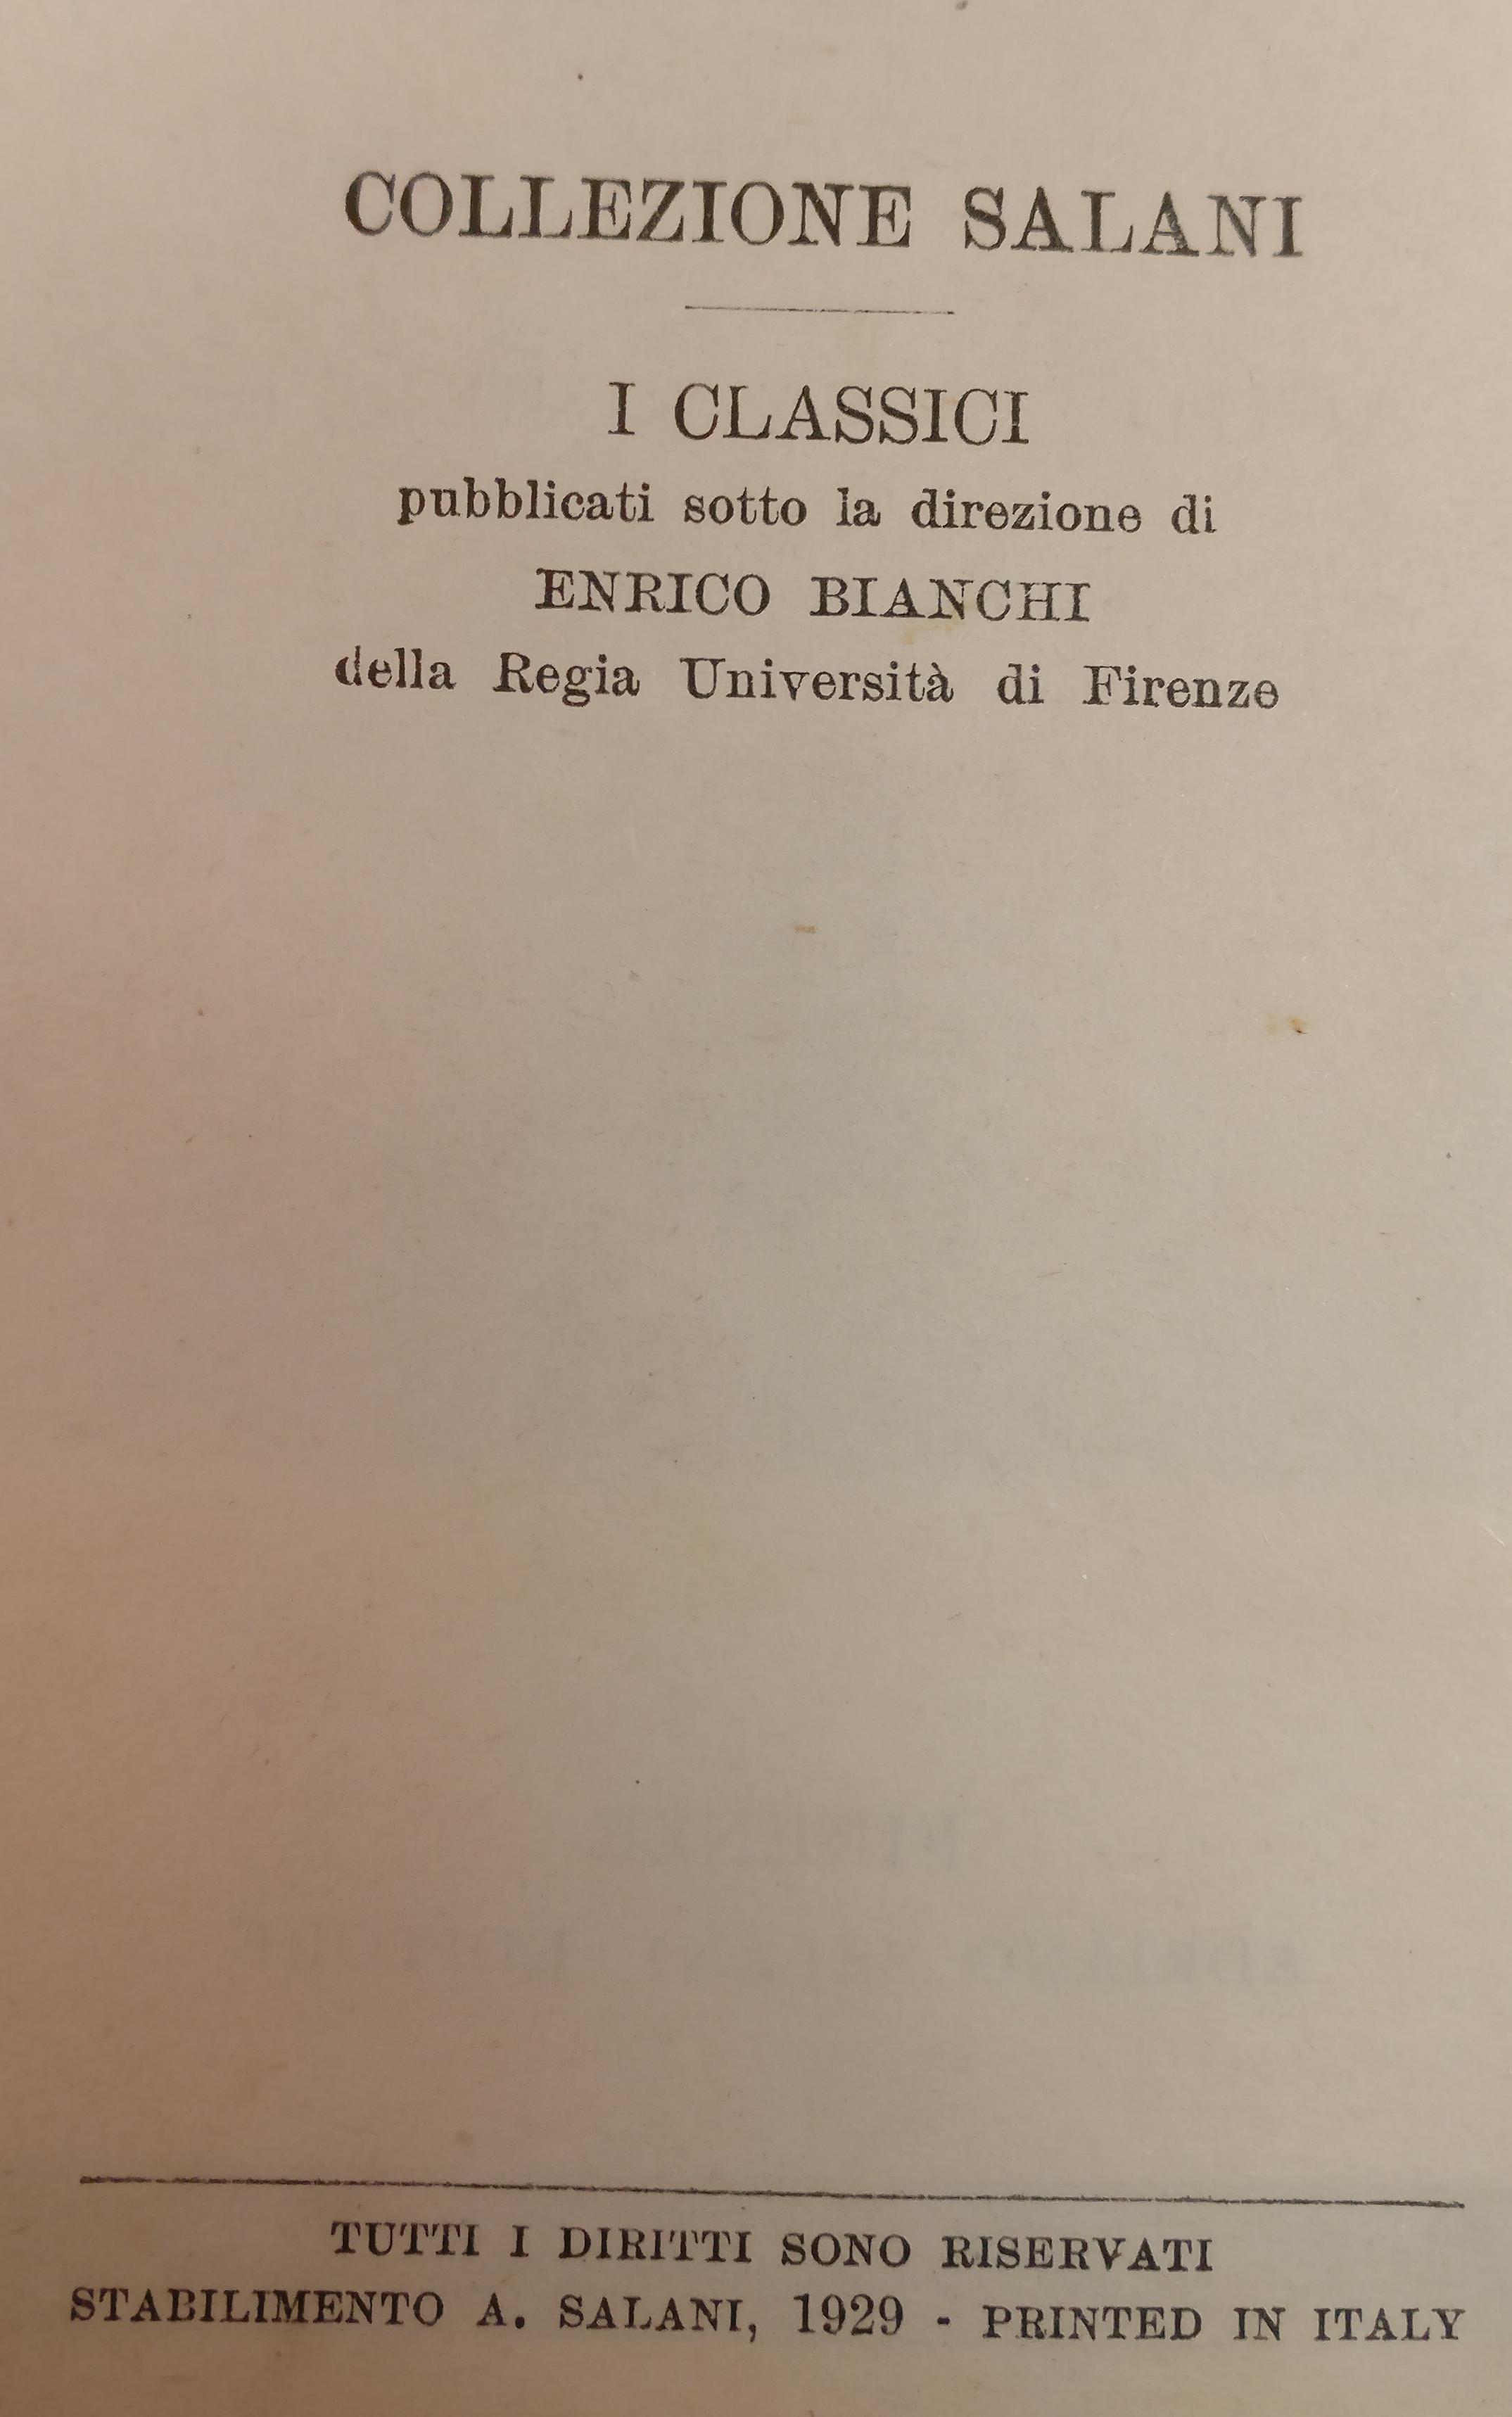 COLLEZIONE SALANI
I CLASSICI
pubblicati sotto la direzione di
ENRICO BIANCHI
della Regia Università di Firenze
TUTTI I DIRITTI SONO RISERVATI
STABILIMENTO A. SALANI, 1929 - PRINTED IN ITALY